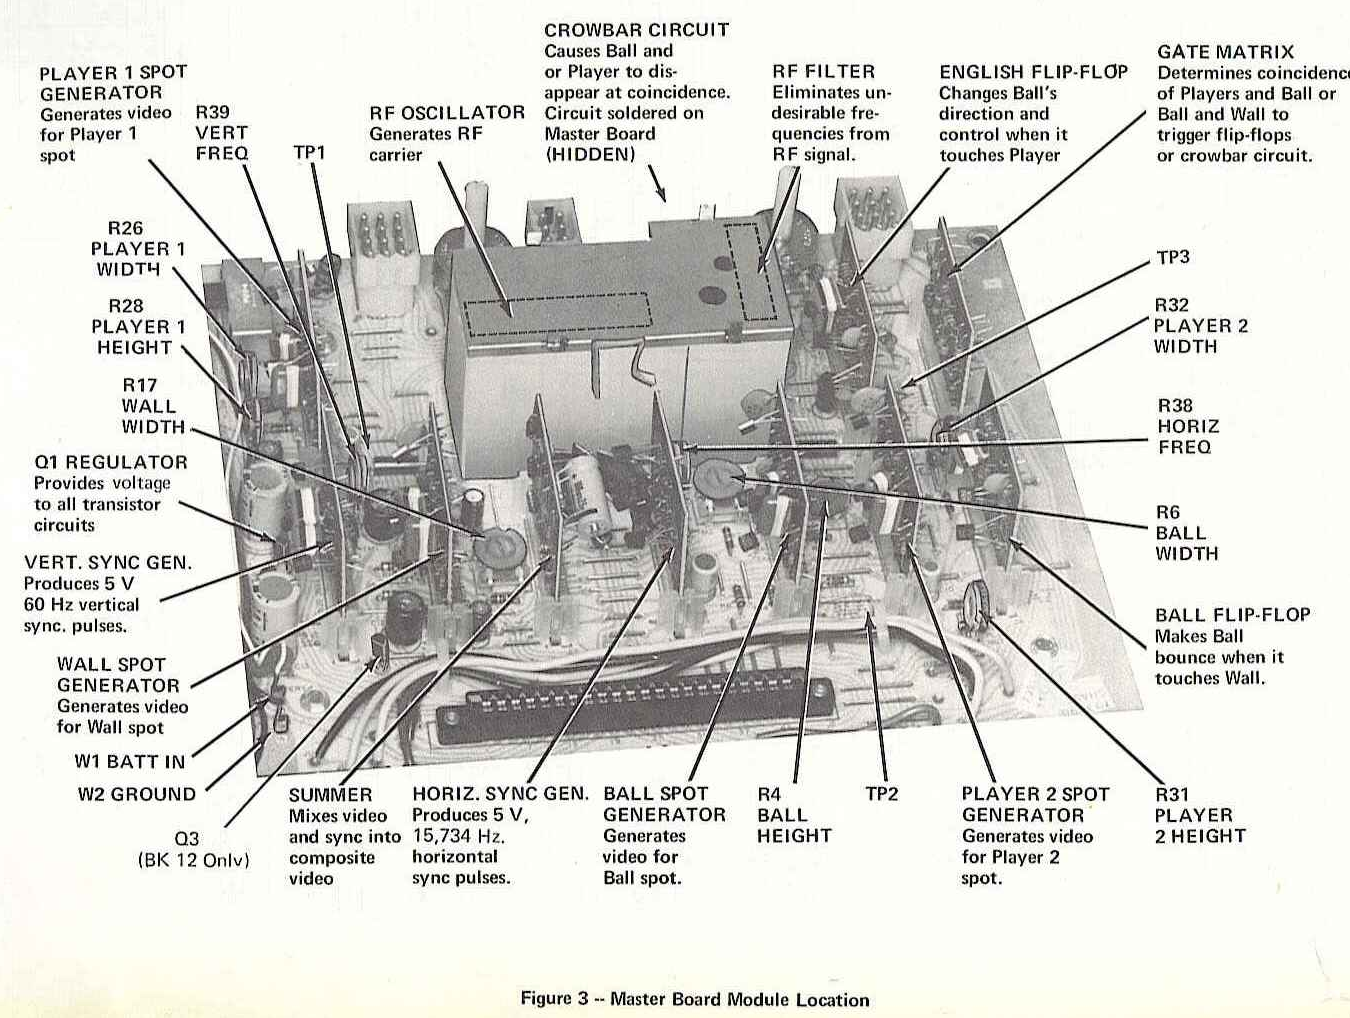 PLAYER 1 SPOT
GENERATOR
Generates video
for Player 1
spot
R39
VERT
FREQ
TP1
RF OSCILLATOR
Generates RF
carrier
CROWBAR CIRCUIT
Causes Ball and
or Player to dis-
appear at coincidence.
Circuit soldered on
Master Board
(HIDDEN)
RF FILTER
Eliminates un-
desirable fre-
quencies from
RF signal.
ENGLISH FLIP-FLOP
Changes Ball's
direction and
control when it
touches Player
GATE MATRIX
Determines coincidence
of Players and Ball or
Ball and Wall to
trigger flip-flops
or crowbar circuit.
R26
PLAYER 1
WIDTH
R28
PLAYER 1
HEIGHT
R17
WALL
WIDTH
Q1 REGULATOR
Provides voltage
to all transistor
circuits
VERT. SYNC GEN.
Produces 5 V
60 Hz vertical
sync. pulses.
WALL SPOT
GENERATOR
Generates video
for Wall spot
W1 BATT IN
W2 GROUND
Q3
(BK 12 Only)
TP3
R32
PLAYER 2
WIDTH
R38
HORIZ
FREQ
R6
BALL
WIDTH
BALL FLIP-FLOP
Makes Ball
bounce when it
touches Wall.
SUMMER
Mixes video
and sync into
composite
video
HORIZ. SYNC GEN.
Produces 5 V,
15,734 Hz.
horizontal
sync pulses.
BALL SPOT
GENERATOR
Generates
video for
Ball spot.
R4
BALL
HEIGHT
TP2
PLAYER 2 SPOT
GENERATOR
Generates video
for Player 2
spot.
R31
PLAYER
2 HEIGHT
Figure 3 -- Master Board Module Location